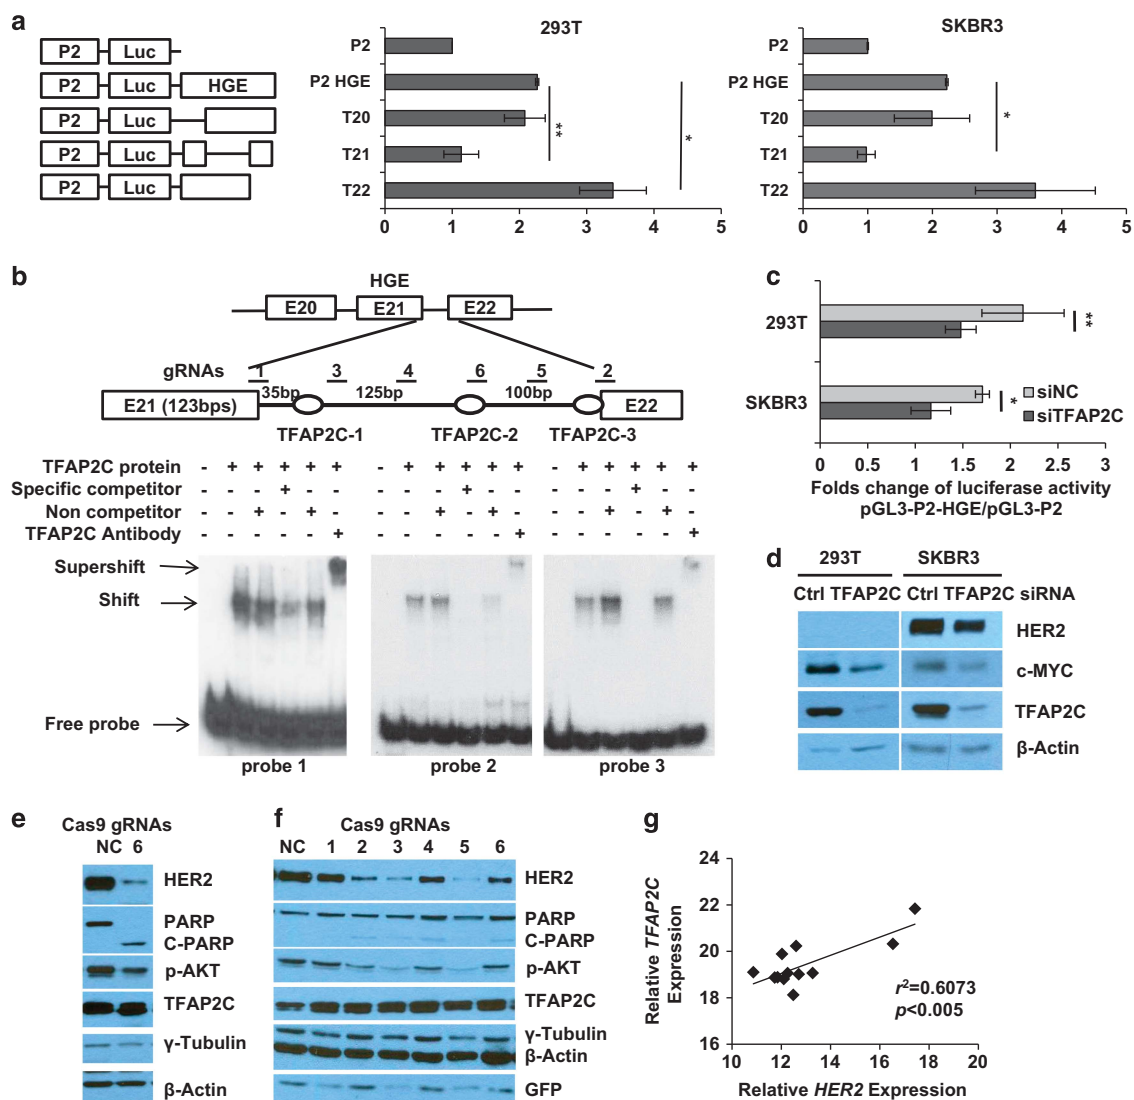 a
P2 Luc
P2 Luc HGE
P2 Luc
P2 Luc
P2 Luc
293T
P2
P2 HGE
T20
T21
T22
**
*
0 1 2 3 4 5
SKBR3
P2
P2 HGE
T20
T21
T22
*
0 1 2 3 4 5
b
HGE
E20 E21 E22
gRNAs 1 3 4 6 5 2
35bp 125bp 100bp
E21 (123bps) E22
TFAP2C-1 TFAP2C-2 TFAP2C-3
TFAP2C protein - + + + + + - + + + + + - + + + + +
Specific competitor - - - + - - - - - + - - - - - + - -
Non competitor - - + - + - - - + - + - - - + - + -
TFAP2C Antibody - - - - - + - - - - - + - - - - - +
Supershift
Shift
Free probe
probe 1 probe 2 probe 3
c
293T
SKBR3
**
*
siNC
siTFAP2C
0 0.5 1 1.5 2 2.5 3
Folds change of luciferase activity
pGL3-P2-HGE/pGL3-P2
d
293T SKBR3
Ctrl TFAP2C Ctrl TFAP2C siRNA
HER2
c-MYC
TFAP2C
β-Actin
e
Cas9 gRNAs
NC 6
HER2
PARP
C-PARP
p-AKT
TFAP2C
γ-Tubulin
β-Actin
f
Cas9 gRNAs
NC 1 2 3 4 5 6
HER2
PARP
C-PARP
p-AKT
TFAP2C
γ-Tubulin
β-Actin
GFP
g
Relative TFAP2C
Expression
24
22
20
18
16
r²=0.6073
p<0.005
10 12 14 16 18 20
Relative HER2 Expression